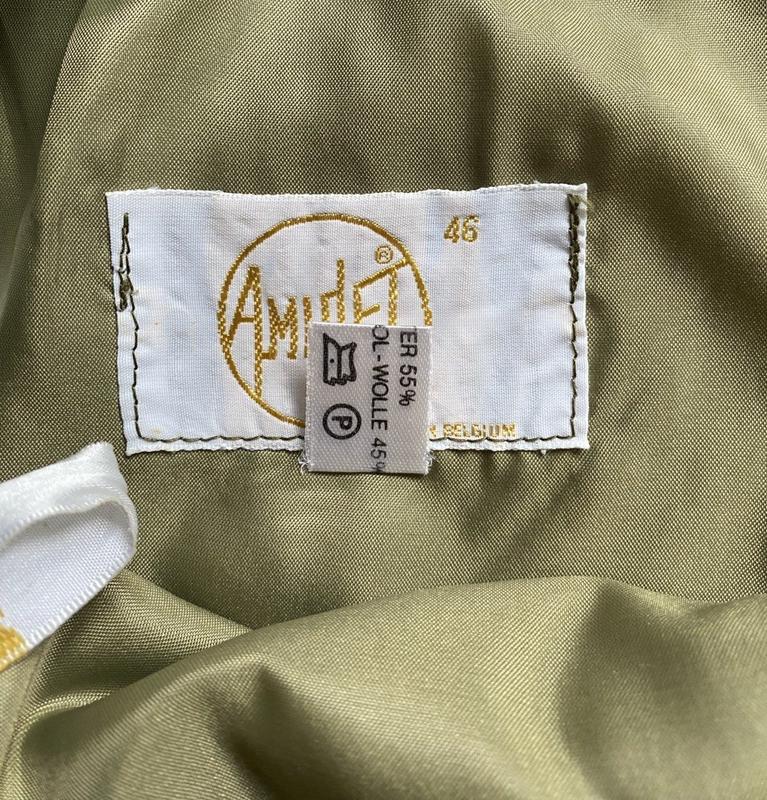 46
®
AMIDET
TER 55%
OL-WOLLE 45%
P
BELGIUM